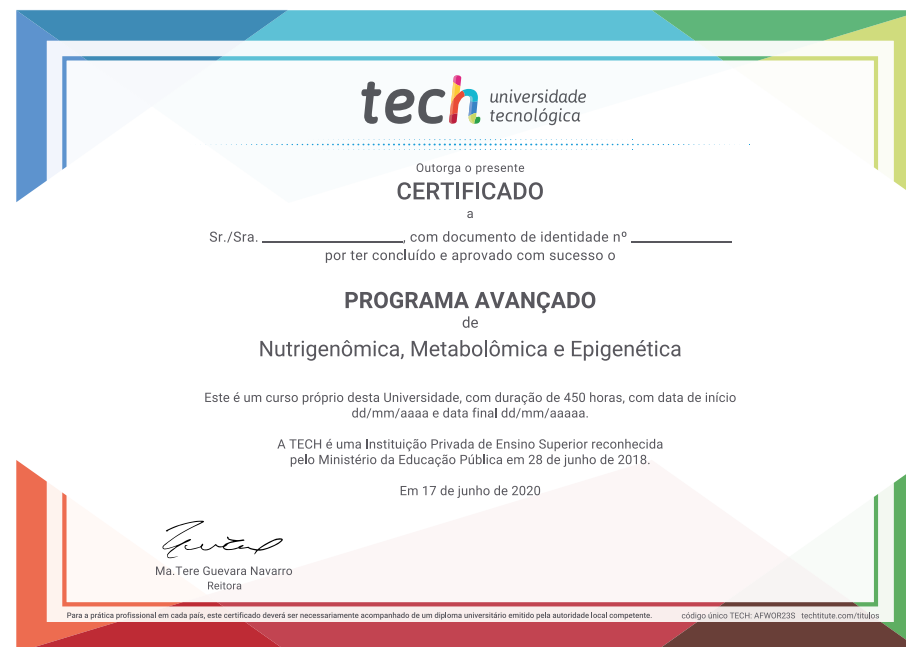 tech universidade
tecnológica
Outorga o presente
CERTIFICADO
a
Sr./Sra. ____________________, com documento de identidade nº ______________
por ter concluído e aprovado com sucesso o
PROGRAMA AVANÇADO
de
Nutrigenômica, Metabolômica e Epigenética
Este é um curso próprio desta Universidade, com duração de 450 horas, com data de início
dd/mm/aaaa e data final dd/mm/aaaaa.
A TECH é uma Instituição Privada de Ensino Superior reconhecida
pelo Ministério da Educação Pública em 28 de junho de 2018.
Em 17 de junho de 2020
Ma.Tere Guevara Navarro
Reitora
Para a prática profissional em cada país, este certificado deverá ser necessariamente acompanhado de um diploma universitário emitido pela autoridade local competente. código único TECH: AFWOR23S techtitute.com/titulos